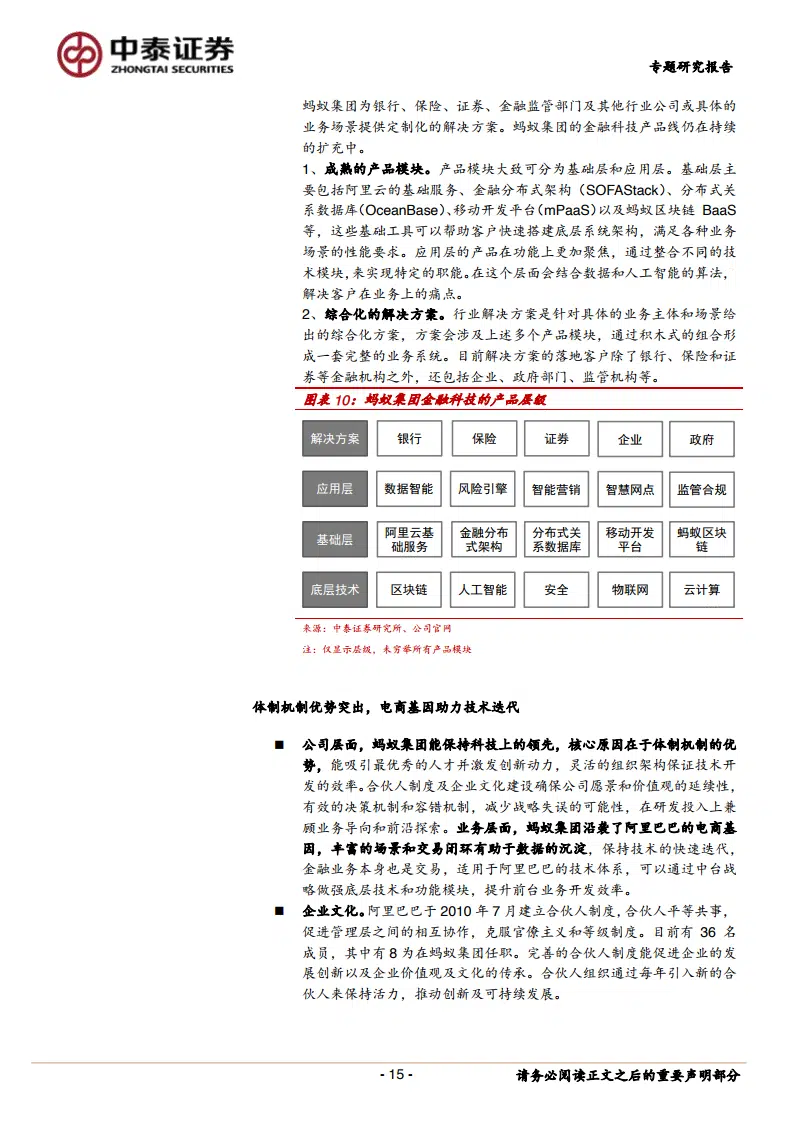 中泰证券
ZHONGTAI SECURITIES
专题研究报告
蚂蚁集团为银行、保险、证券、金融监管部门及其他行业公司或具体的
业务场景提供定制化的解决方案。蚂蚁集团的金融科技产品线仍在持续
的扩充中。
1、成熟的产品模块。产品模块大致可分为基础层和应用层。基础层主
要包括阿里云的基础服务、金融分布式架构（SOFAStack）、分布式关
系数据库（OceanBase）、移动开发平台（mPaaS）以及蚂蚁区块链 BaaS
等，这些基础工具可以帮助客户快速搭建底层系统架构，满足各种业务
场景的性能要求。应用层的产品在功能上更加聚焦，通过整合不同的技
术模块，来实现特定的职能。在这个层面会结合数据和人工智能的算法，
解决客户在业务上的痛点。
2、综合化的解决方案。行业解决方案是针对具体的业务主体和场景给
出的综合化方案，方案会涉及上述多个产品模块，通过积木式的组合形
成一套完整的业务系统。目前解决方案的落地客户除了银行、保险和证
券等金融机构之外，还包括企业、政府部门、监管机构等。
图表 10：蚂蚁集团金融科技的产品层级
解决方案 银行 保险 证券 企业 政府
应用层 数据智能 风险引擎 智能营销 智慧网点 监管合规
基础层 阿里云基础服务 金融分布式架构 分布式关系数据库 移动开发平台 蚂蚁区块链
底层技术 区块链 人工智能 安全 物联网 云计算
来源：中泰证券研究所、公司官网
注：仅显示层级，未穷举所有产品模块
体制机制优势突出，电商基因助力技术迭代
■ 公司层面，蚂蚁集团能保持科技上的领先，核心原因在于体制机制的优
势，能吸引最优秀的人才并激发创新动力，灵活的组织架构保证技术开
发的效率。合伙人制度及企业文化建设确保公司愿景和价值观的延续性，
有效的决策机制和容错机制，减少战略失误的可能性，在研发投入上兼
顾业务导向和前沿探索。业务层面，蚂蚁集团沿袭了阿里巴巴的电商基
因，丰富的场景和交易闭环有助于数据的沉淀，保持技术的快速迭代，
金融业务本身也是交易，适用于阿里巴巴的技术体系，可以通过中台战
略做强底层技术和功能模块，提升前台业务开发效率。
■ 企业文化。阿里巴巴于 2010 年 7 月建立合伙人制度，合伙人平等共事，
促进管理层之间的相互协作，克服官僚主义和等级制度。目前有 36 名
成员，其中有 8 为在蚂蚁集团任职。完善的合伙人制度能促进企业的发
展创新以及企业价值观及文化的传承。合伙人组织通过每年引入新的合
伙人来保持活力，推动创新及可持续发展。
- 15 -
请务必阅读正文之后的重要声明部分